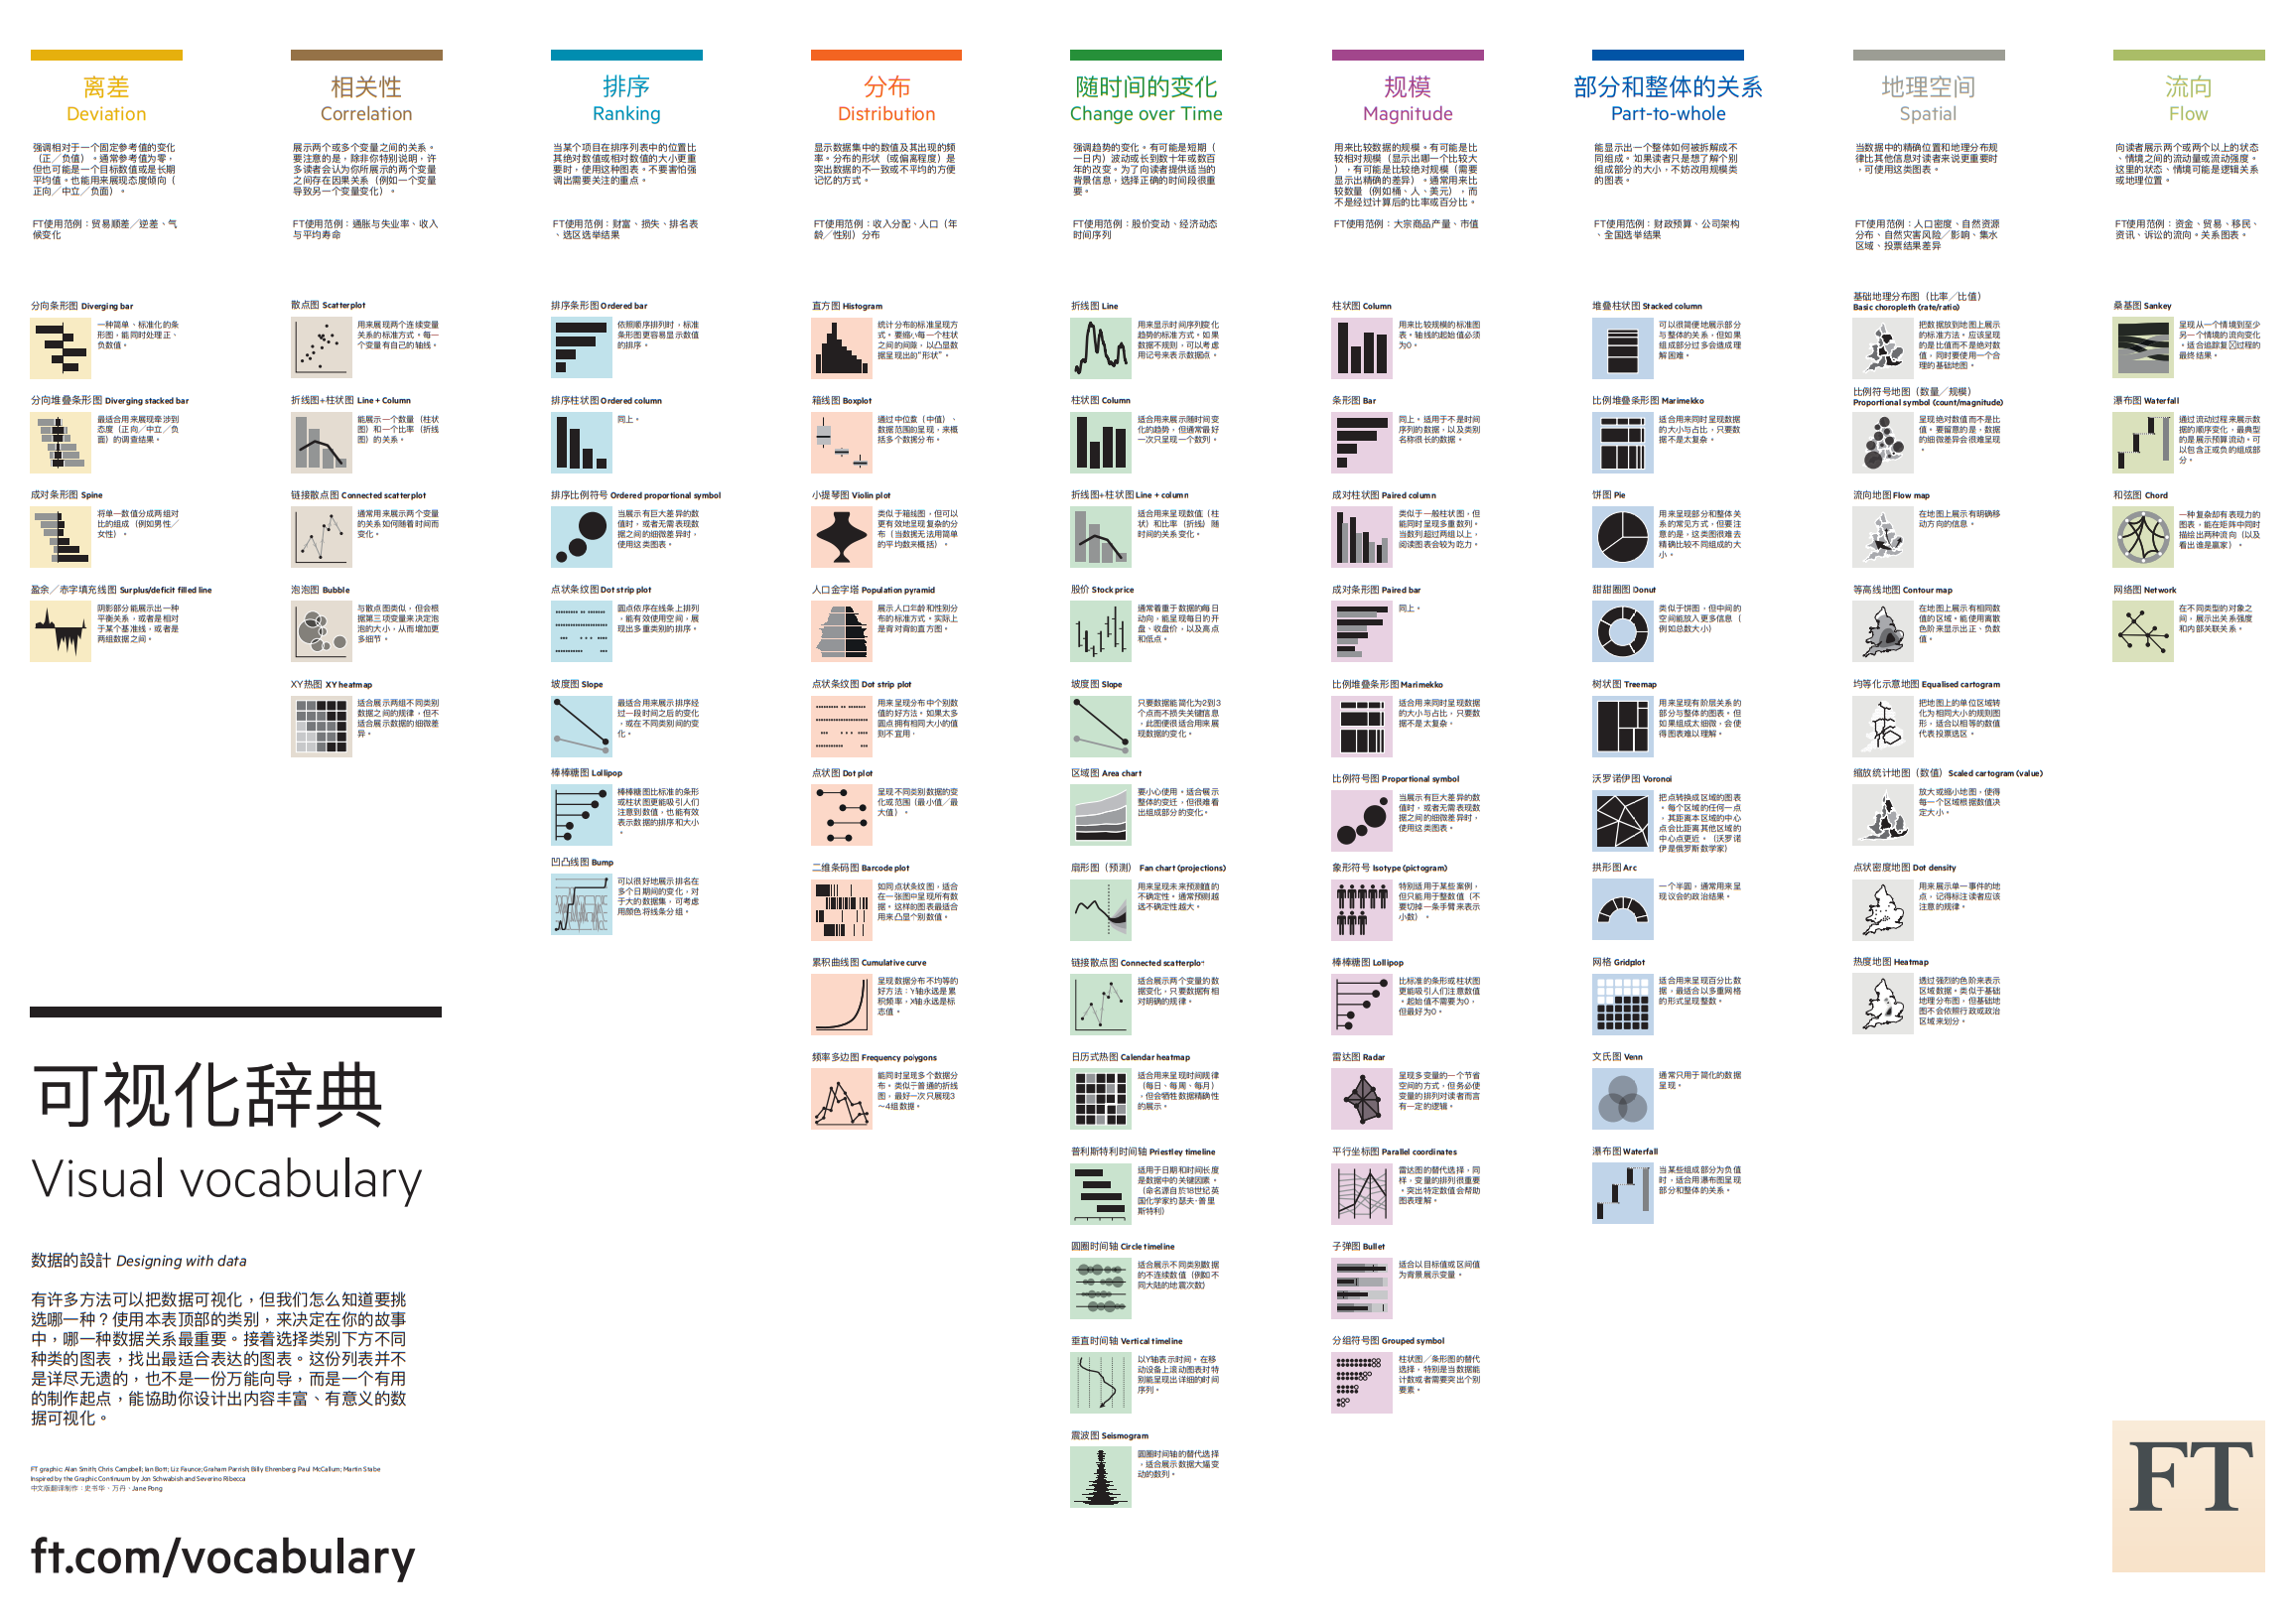 离差
Deviation
强调相对于一个固定参考值的变化
（正／负值）。通常参考值为零，
但也可能是一个目标数值或是长期
平均值。也能用来展现态度倾向（
正向／中立／负面）。
FT使用范例：贸易顺差／逆差、气
候变化
分向条形图 Diverging bar
一种简单、标准化的条
形图，能同时处理正、
负数值。
分向堆叠条形图 Diverging stacked bar
最适合用来展现牵涉到
态度（正向／中立／负
面）的调查结果。
成对条形图 Spine
将单一数值分成两组对
比的组成（例如男性／
女性）。
盈余／赤字填充线图 Surplus/deficit filled line
阴影部分能展示出一种
平衡关系，或者是相对
于某个基准线，或者是
两组数据之间。
相关性
Correlation
展示两个或多个变量之间的关系。
要注意的是，除非你特别说明，许
多读者会认为你所展示的两个变量
之间存在因果关系（例如一个变量
导致另一个变量变化）。
FT使用范例：通胀与失业率、收入
与平均寿命
散点图 Scatterplot
用来展现两个连续变量
关系的标准方式，每一
个变量有自己的轴线。
折线图+柱状图 Line + Column
能展示一个数量（柱状
图）和一个比率（折线
图）的关系。
链接散点图 Connected scatterplot
通常用来展示两个变量
的关系如何随着时间而
变化。
泡泡图 Bubble
与散点图类似，但会根
据第三项变量来决定泡
泡的大小，从而增加更
多细节。
XY热图 XY heatmap
适合展示两组不同类别
数据之间的规律，但不
适合展示数据的细微差
异。
排序
Ranking
当某个项目在排序列表中的位置比
其绝对数值或相对数值的大小更重
要时，使用这种图表。不要害怕强
调出需要关注的重点。
FT使用范例：财富、损失、排名表
、选区选举结果
排序条形图 Ordered bar
依照顺序排列时，标准
条形图更容易显示数值
的排序。
排序柱状图 Ordered column
同上。
排序比例符号 Ordered proportional symbol
当展示有巨大差异的数
值时，或者无需表现数
据之间的细微差异时，
使用这类图表。
点状条纹图 Dot strip plot
圆点依序在线条上排列
，能有效使用空间，展
现出多重类别的排序。
坡度图 Slope
最适合用来展示排序经
过一段时间之后的变化
，或在不同类别间的变
化。
棒棒糖图 Lollipop
棒棒糖图比标准的条形
或柱状图更能吸引人们
注意到数值，也能有效
表示数据的排序和大小
。
凹凸线图 Bump
可以很好地展示排名在
多个日期间的变化，对
于大的数据集，可考虑
用颜色将线条分组。
分布
Distribution
显示数据集中的数值及其出现的频
率。分布的形状（或偏离程度）是
突出数据的不一致或不平均的方便
记忆的方式。
FT使用范例：收入分配、人口（年
龄／性别）分布
直方图 Histogram
统计分布的标准呈现方
式，要缩小每一个柱状
之间的间隙，以凸显数
据呈现出的“形状”。
箱线图 Boxplot
通过中位数（中值）、
数据范围的呈现，来概
括多个数据分布。
小提琴图 Violin plot
类似于箱线图，但可以
更有效地呈现复杂的分
布（当数据无法用简单
的平均数来概括）。
人口金字塔 Population pyramid
展示人口年龄和性别分
布的标准方式。实际上
是背对背的直方图。
点状条纹图 Dot strip plot
用来呈现分布中个别数
值的好方法。如果太多
圆点拥有相同大小的值
则不宜用。
点状图 Dot plot
呈现不同类别数据的变
化或范围（最小值／最
大值）。
二维条码图 Barcode plot
如同点状条纹图，适合
在一张图中呈现所有数
据。这样的图表最适合
用来凸显个别数值。
累积曲线图 Cumulative curve
呈现数据分布不均等的
好方法：Y轴永远是累
积频率，X轴永远是标
志值。
频率多边图 Frequency polygons
能同时呈现多个数据分
布。类似于普通的折线
图，最好一次只展现3
～4组数据。
随时间的变化
Change over Time
强调趋势的变化。有可能是短期（
一日内）波动或长到数十年或数百
年的改变。为了向读者提供适当的
背景信息，选择正确的时间段很重
要。
FT使用范例：股价变动、经济动态
时间序列
折线图 Line
用来显示时间序列变化
趋势的标准方式。如果
数据不规则，可以考虑
用记号来表示数据点。
柱状图 Column
适合用来展示随时间变
化的趋势，但通常最好
一次只呈现一个数列。
折线图+柱状图 Line + column
适合用来呈现数值（柱
状）和比率（折线）随
时间的关系变化。
股价 Stock price
通常着重于数据的每日
动向，能呈现每日的开
盘、收盘价，以及高点
和低点。
坡度图 Slope
只要数据能简化为2到3
个点而不损失关键信息
，此图便很适合用来展
现数据的变化。
区域图 Area chart
要小心使用。适合展示
整体的变迁，但很难看
出组成部分的变化。
扇形图（预测） Fan chart (projections)
用来呈现未来预测值的
不确定性。通常预测越
远不确定性越大。
链接散点图 Connected scatterplot
适合展示两个变量的数
据变化，只要数据有相
对明确的规律。
日历式热图 Calendar heatmap
适合用来呈现时间规律
（每日、每周、每月）
，但会牺牲数据精确性
的展示。
普利斯特利时间轴 Priestley timeline
适用于日期和时间长度
是数据中的关键因素。
（命名源自於18世纪英
国化学家约瑟夫·普里
斯特利）
圆圈时间轴 Circle timeline
适合展示不同类别数据
的不连续数值（例如不
同大陆的地震次数）
垂直时间轴 Vertical timeline
以Y轴表示时间。在移
动设备上滚动图表时特
别能呈现出详细的时间
序列。
震波图 Seismogram
圆圈时间轴的替代选择
，适合展示数据大幅变
动的数列。
规模
Magnitude
用来比较数据的规模。有可能是比
较相对规模（显示出哪一个比较大
），有可能是比较绝对规模（需要
显示出精确的差异）。通常用来比
较数量（例如桶、人、美元），而
不是经过计算后的比率或百分比。
FT使用范例：大宗商品产量、市值
柱状图 Column
用来比较规模的标准图
表。轴线的起始值必须
为0。
条形图 Bar
同上。适用于不是时间
序列的数据，以及类别
名称很长的数据。
成对柱状图 Paired column
类似于一般柱状图，但
能同时呈现多重数列。
当数列超过两组以上，
阅读图表会较为吃力。
成对条形图 Paired bar
同上。
比例堆叠条形图 Marimekko
适合用来同时呈现数据
的大小与占比，只要数
据不是太复杂。
比例符号图 Proportional symbol
当展示有巨大差异的数
值时，或者无需表现数
据之间的细微差异时，
使用这类图表。
象形符号 Isotype (pictogram)
特别适用于某些案例，
但只能用于整数值（不
要切掉一条手臂来表示
小数）。
棒棒糖图 Lollipop
比标准的条形或柱状图
更能吸引人们注意数值
。起始值不需要为0，
但最好为0。
雷达图 Radar
呈现多变量的一个节省
空间的方式，但务必使
变量的排列对读者而言
有一定的逻辑。
平行坐标图 Parallel coordinates
雷达图的替代选择，同
样，变量的排列很重要
。突出特定数值会帮助
图表理解。
子弹图 Bullet
适合以目标值或区间值
为背景展示变量。
分组符号图 Grouped symbol
柱状图／条形图的替代
选择，特别是当数据能
计数或者需要突出个别
要素。
部分和整体的关系
Part-to-whole
能显示出一个整体如何被拆解成不
同组成。如果读者只是想了解个别
组成部分的大小，不妨改用规模类
的图表。
FT使用范例：财政预算、公司架构
、全国选举结果
堆叠柱状图 Stacked column
可以很简便地展示部分
与整体的关系，但如果
组成部分过多会造成理
解困难。
比例堆叠条形图 Marimekko
适合用来同时呈现数据
的大小与占比，只要数
据不是太复杂。
饼图 Pie
用来呈现部分和整体关
系的常见方式，但要注
意的是，这类图很难去
精确比较不同组成的大
小。
甜甜圈图 Donut
类似于饼图，但中间的
空间能放入更多信息（
例如总数大小）
树状图 Treemap
用来呈现有阶层关系的
部分与整体的图表。但
如果组成太细微，会使
得图表难以理解。
沃罗诺伊图 Voronoi
把点转换成区域的图表
。每个区域的任何一点
，其距离本区域的中心
点会比距离其他区域的
中心点更近。（沃罗诺
伊是俄罗斯数学家）
拱形图 Arc
一个半圆，通常用来呈
现议会的政治结果。
网格 Gridplot
适合用来呈现百分比数
据，最适合以多重网格
的形式呈现整数。
文氏图 Venn
通常只用于简化的数据
呈现。
瀑布图 Waterfall
当某些组成部分为负值
时，适合用瀑布图呈现
部分和整体的关系。
地理空间
Spatial
当数据中的精确位置和地理分布规
律比其他信息对读者来说更重要时
，可使用这类图表。
FT使用范例：人口密度、自然资源
分布、自然灾害风险／影响、集水
区域、投票结果差异
基础地理分布图（比率／比值）
Basic choropleth (rate/ratio)
把数据放到地图上展示
的标准方法。应该呈现
的是比值而不是绝对数
值，同时要使用一个合
理的基础地图。
比例符号地图（数量／规模）
Proportional symbol (count/magnitude)
呈现绝对数值而不是比
值。要留意的是，数据
的细微差异会很难呈现
。
流向地图 Flow map
在地图上展示有明确移
动方向的信息。
等高线地图 Contour map
在地图上展示有相同数
值的区域。能使用离散
色阶来显示出正、负数
值。
均等化示意地图 Equalised cartogram
把地图上的单位区域转
化为相同大小的规则图
形，适合以相等的数值
代表投票选区。
缩放统计地图（数值） Scaled cartogram (value)
放大或缩小地图，使得
每一个区域根据数值决
定大小。
点状密度地图 Dot density
用来展示单一事件的地
点，记得标注读者应该
注意的规律。
热度地图 Heatmap
透过强烈的色阶来表示
区域数据。类似于基础
地理分布图，但基础地
图不会依照行政或政治
区域来划分。
流向
Flow
向读者展示两个或两个以上的状态
、情境之间的流动量或流动强度。
这里的状态、情境可能是逻辑关系
或地理位置。
FT使用范例：资金、贸易、移民、
资讯、诉讼的流向。关系图表。
桑基图 Sankey
呈现从一个情境到至少
另一个情境的流向变化
，适合追踪复过程的
最终结果。
瀑布图 Waterfall
通过流动过程来展示数
据的顺序变化，最典型
的是展示预算流动。可
以包含正或负的组成部
分。
和弦图 Chord
一种复杂却有表现力的
图表，能在矩阵中同时
描绘出两种流向（以及
看出谁是赢家）。
网络图 Network
在不同类型的对象之
间，展示出关系强度
和内部关联关系。
可视化辞典
Visual vocabulary
数据的設計 Designing with data
有许多方法可以把数据可视化，但我们怎么知道要挑
选哪一种？使用本表顶部的类别，来决定在你的故事
中，哪一种数据关系最重要。接着选择类别下方不同
种类的图表，找出最适合表达的图表。这份列表并不
是详尽无遗的，也不是一份万能向导，而是一个有用
的制作起点，能協助你设计出内容丰富、有意义的数
据可视化。
FT graphic: Alan Smith; Chris Campbell; Ian Bott; Liz Faunce; Graham Parrish; Billy Ehrenberg; Paul McCallum; Martin Stabe
Inspired by the Graphic Continuum by Jon Schwabish and Severino Ribecca
中文版翻译制作：史书华、万丹、Jane Pong
ft.com/vocabulary
FT